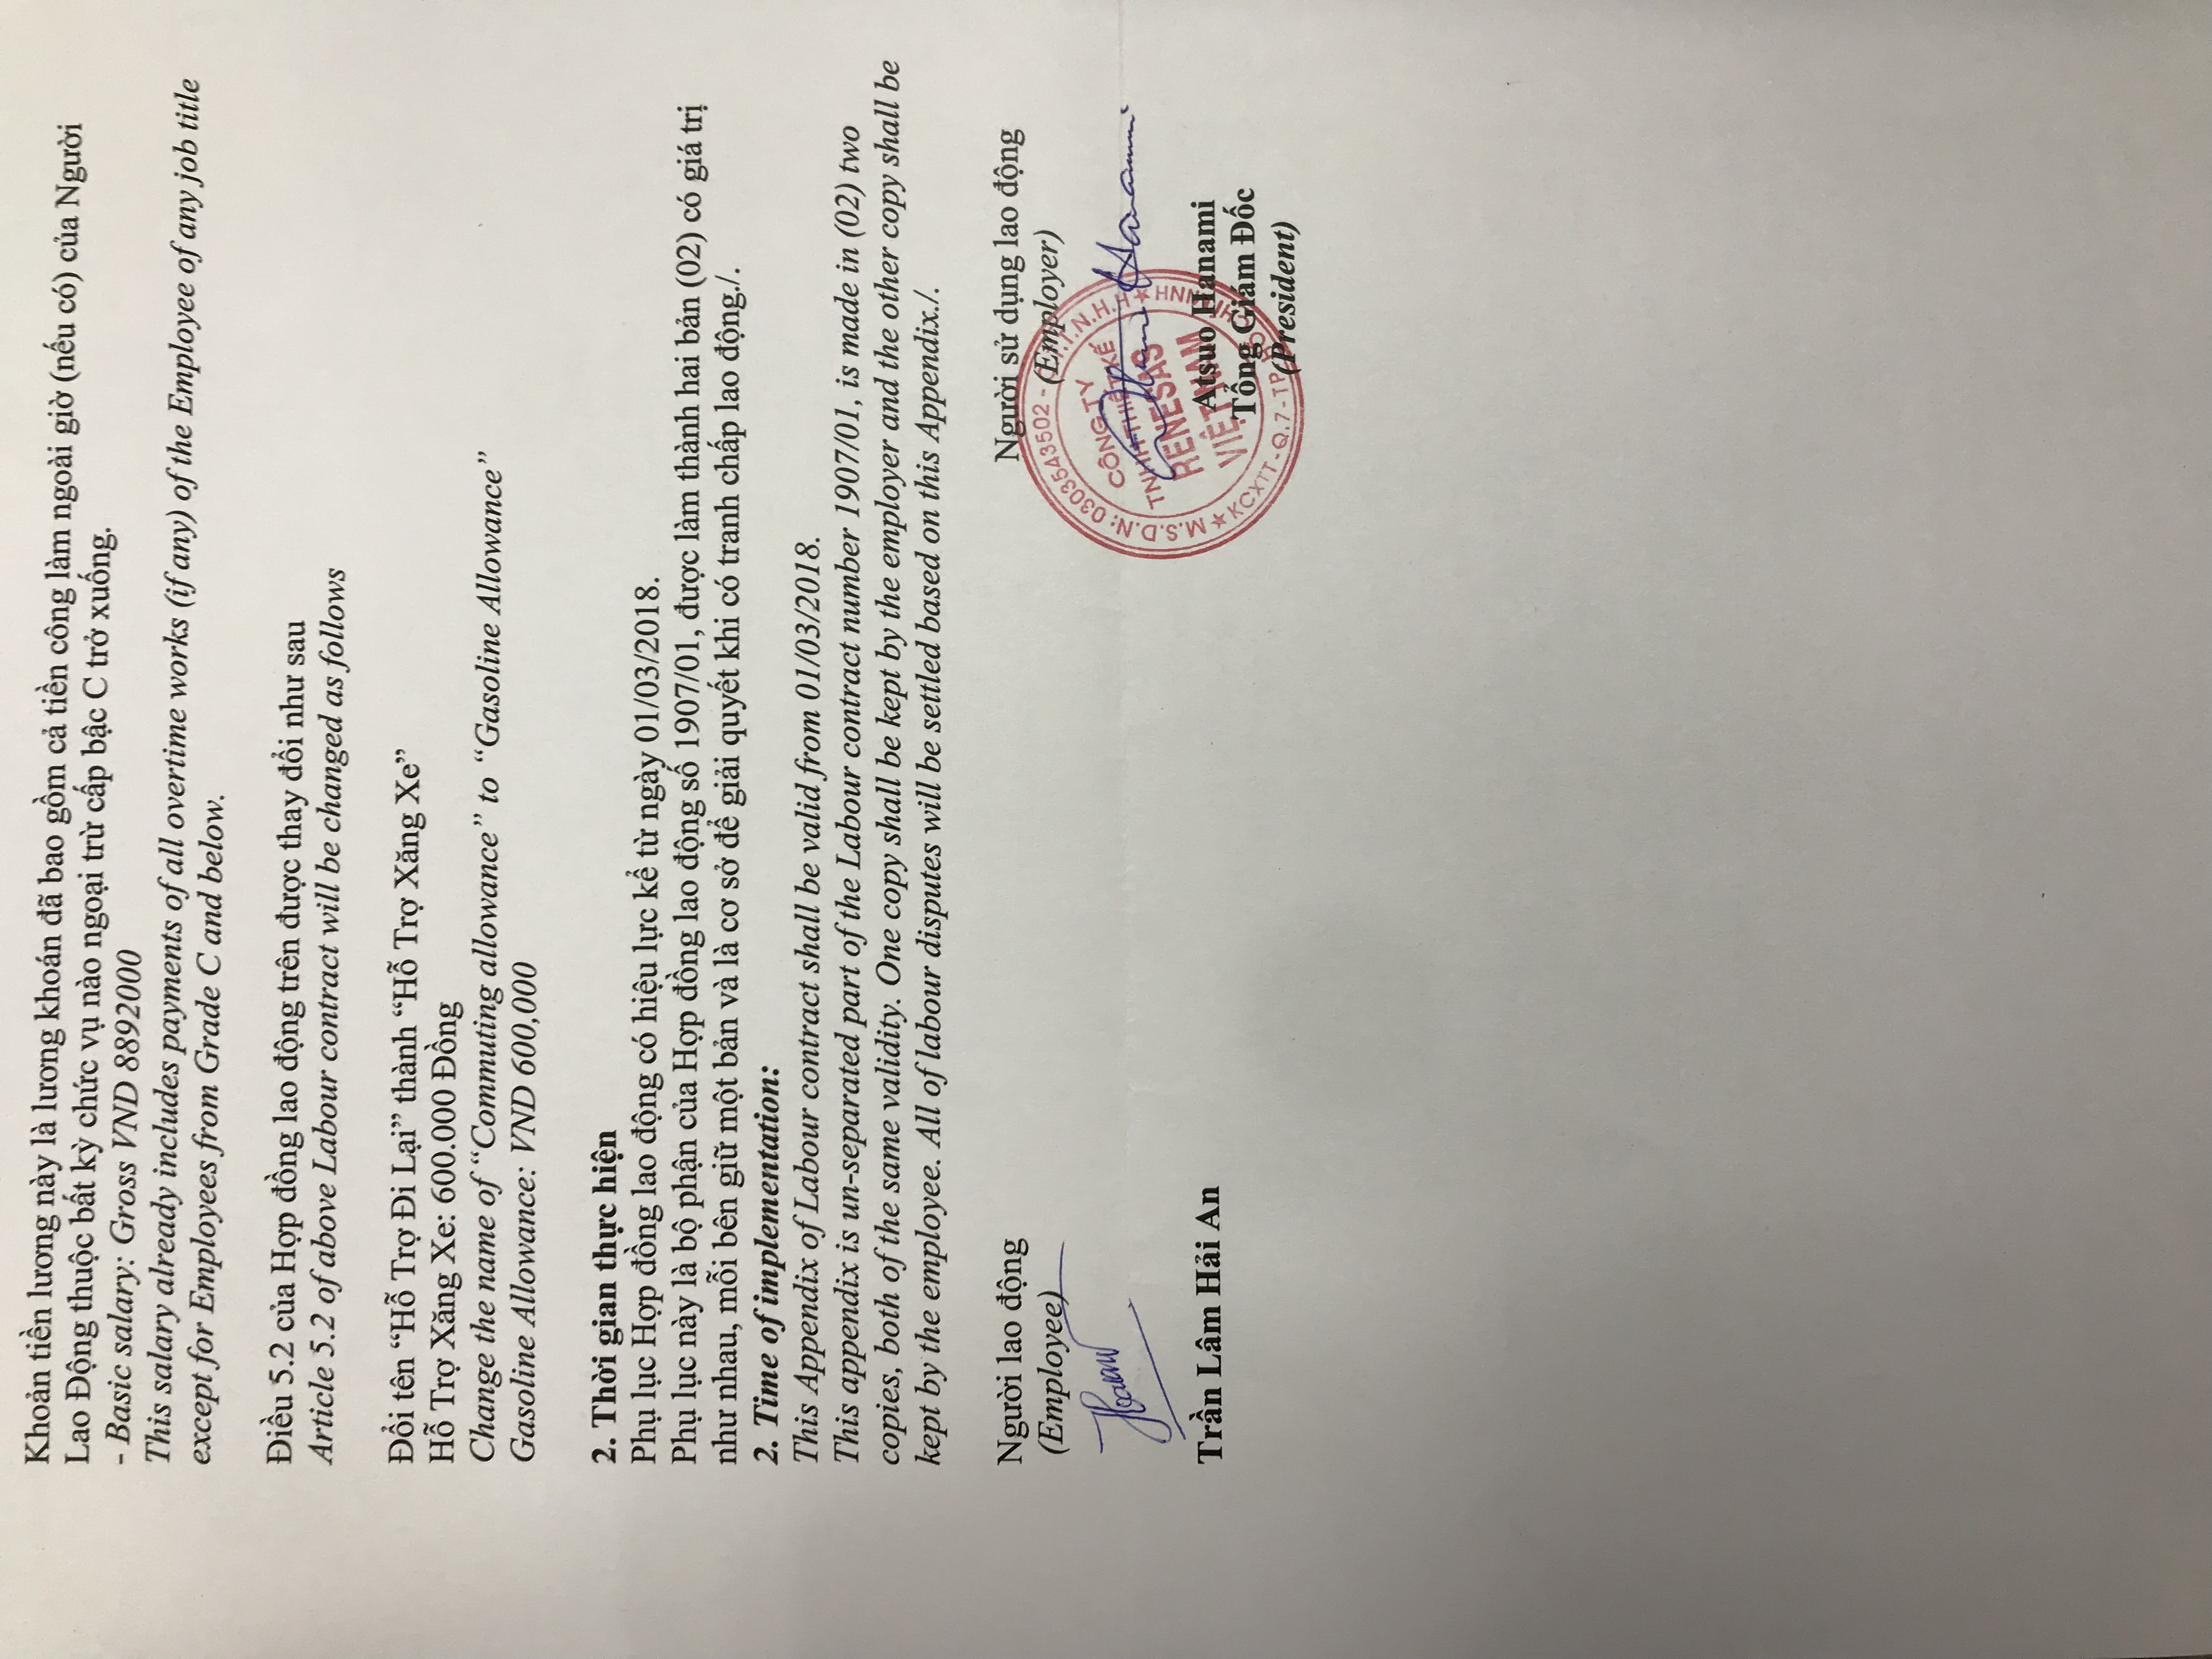 Khoản tiền lương này là lương khoán đã bao gồm cả tiền công làm ngoài giờ (nếu có) của Người
Lao Động thuộc bất kỳ chức vụ nào ngoại trừ cấp bậc C trở xuống.
- Basic salary: Gross VND 8892000
This salary already includes payments of all overtime works (if any) of the Employee of any job title
except for Employees from Grade C and below.
Điều 5.2 của Hợp đồng lao động trên được thay đổi như sau
Article 5.2 of above Labour contract will be changed as follows
Đổi tên “Hỗ Trợ Đi Lại” thành “Hỗ Trợ Xăng Xe”
Hỗ Trợ Xăng Xe: 600.000 Đồng
Change the name of “Commuting allowance” to “Gasoline Allowance”
Gasoline Allowance: VND 600,000
2. Thời gian thực hiện
Phụ lục Hợp đồng lao động có hiệu lực kể từ ngày 01/03/2018.
Phụ lục này là bộ phận của Hợp đồng lao động số 1907/01, được làm thành hai bản (02) có giá trị
như nhau, mỗi bên giữ một bản và là cơ sở để giải quyết khi có tranh chấp lao động./.
2. Time of implementation:
This Appendix of Labour contract shall be valid from 01/03/2018.
This appendix is un-separated part of the Labour contract number 1907/01, is made in (02) two
copies, both of the same validity. One copy shall be kept by the employer and the other copy shall be
kept by the employee. All of labour disputes will be settled based on this Appendix./.
Người lao động
(Employee)
Trần Lâm Hải An
Người sử dụng lao động
(Employer)
M.S.D.N: 0303543502 - C.T.T.N.H.H
CÔNG TY
TNHH THIẾT KẾ
RENESAS
VIỆT NAM
KCXTT - Q.7 - TP. HỒ CHÍ MINH
Hanami
Atsuo Hanami
Tổng Giám Đốc
(President)